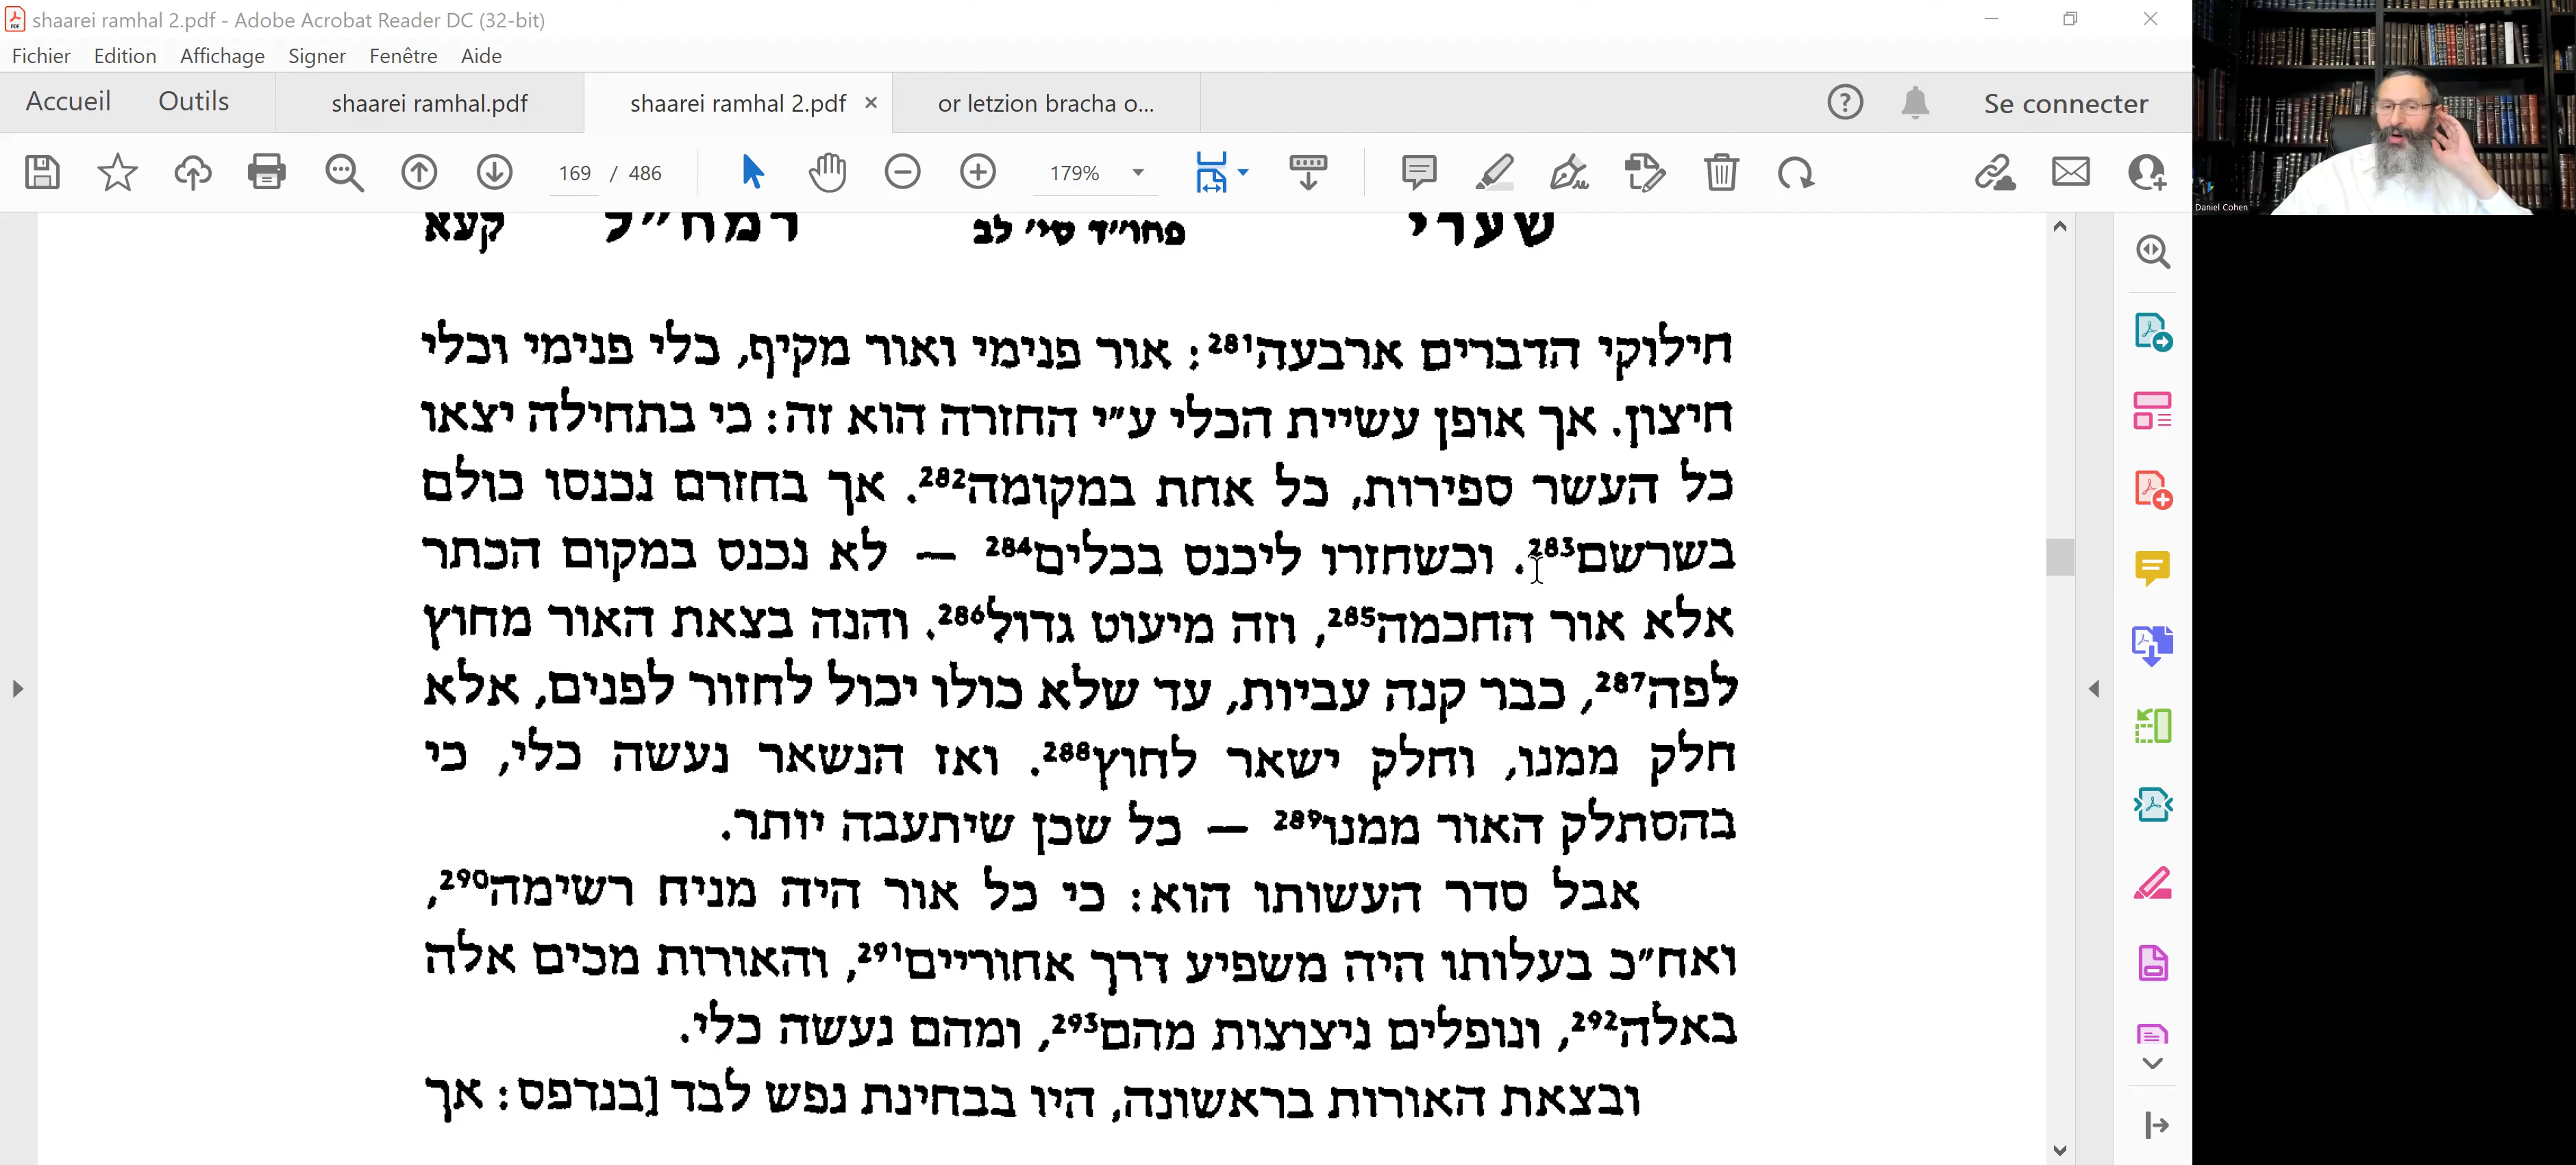 shaarei ramhal 2.pdf - Adobe Acrobat Reader DC (32-bit)
Fichier Edition Affichage Signer Fenêtre Aide
Accueil Outils shaarei ramhal.pdf shaarei ramhal 2.pdf or letzion bracha o... Se connecter
169 / 486 179%
Daniel Cohen
שערי פחו״ד סי׳ לב רמח״ל קעא
חילוקי הדברים ארבעה281: אור פנימי ואור מקיף, כלי פנימי וכלי
חיצון. אך אופן עשיית הכלי ע״י החזרה הוא זה: כי בתחילה יצאו
כל העשר ספירות, כל אחת במקומה282. אך בחזרם נכנסו כולם
בשרשם283. וכשחזרו ליכנס בכלים284 — לא נכנס במקום הכתר
אלא אור החכמה285, וזה מיעוט גדול286. והנה בצאת האור מחוץ
לפה287, כבר קנה עביות, עד שלא כולו יכול לחזור לפנים, אלא
חלק ממנו, וחלק ישאר לחוץ288. ואז הנשאר נעשה כלי, כי
בהסתלק האור ממנו289 — כל שכן שיתעבה יותר.
אבל סדר העשותו הוא: כי כל אור היה מניח רשימה290,
ואח״כ בעלותו היה משפיע דרך אחוריים291, והאורות מכים אלה
באלה292, ונופלים ניצוצות מהם293, ומהם נעשה כלי.
ובצאת האורות בראשונה, היו בבחינת נפש לבד [בנדפס: אך